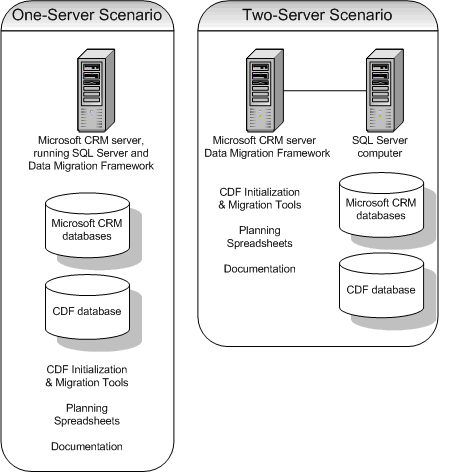 One-Server Scenario
Microsoft CRM server,
running SQL Server and
Data Migration Framework
Microsoft CRM
databases
CDF database
CDF Initialization
& Migration Tools
Planning
Spreadsheets
Documentation
Two-Server Scenario
Microsoft CRM server
Data Migration Framework
SQL Server
computer
CDF Initialization
& Migration Tools
Planning
Spreadsheets
Documentation
Microsoft CRM
databases
CDF database